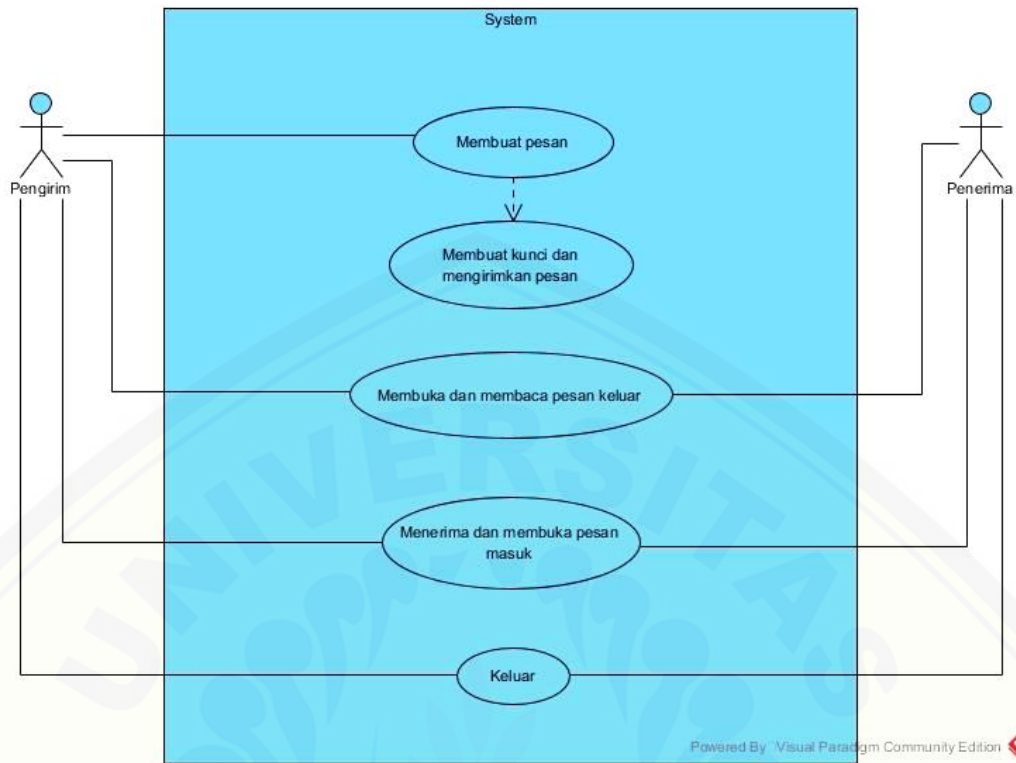 System
Membuat pesan
Pengirim
Penerima
Membuat kunci dan
mengirimkan pesan
Membuka dan membaca pesan keluar
Menerima dan membuka pesan
masuk
Keluar
UNIVERSITAS
Powered By Visual Paradigm Community Edition